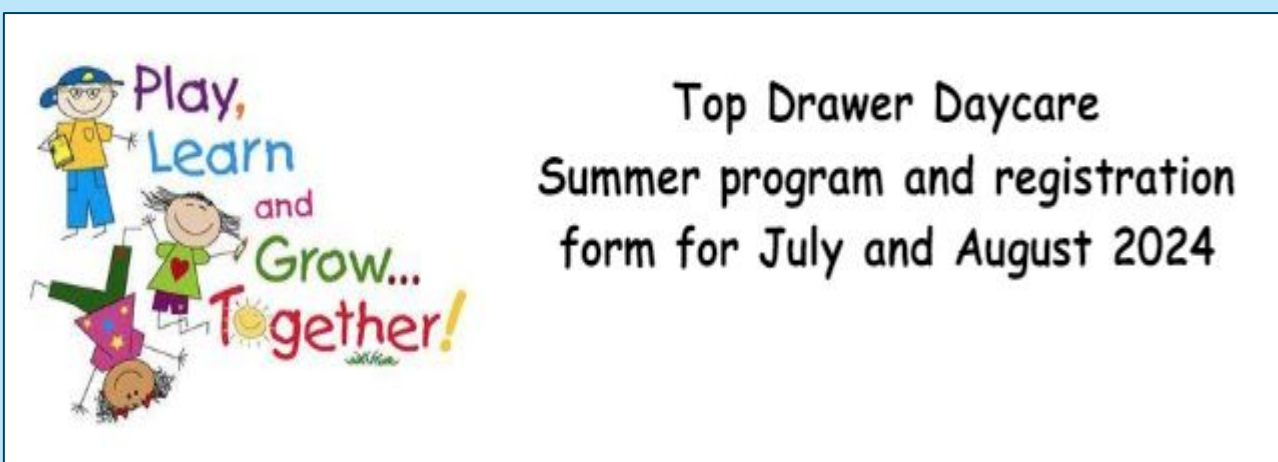 Play,
Learn
and
Grow...
Together!
Top Drawer Daycare
Summer program and registration
form for July and August 2024